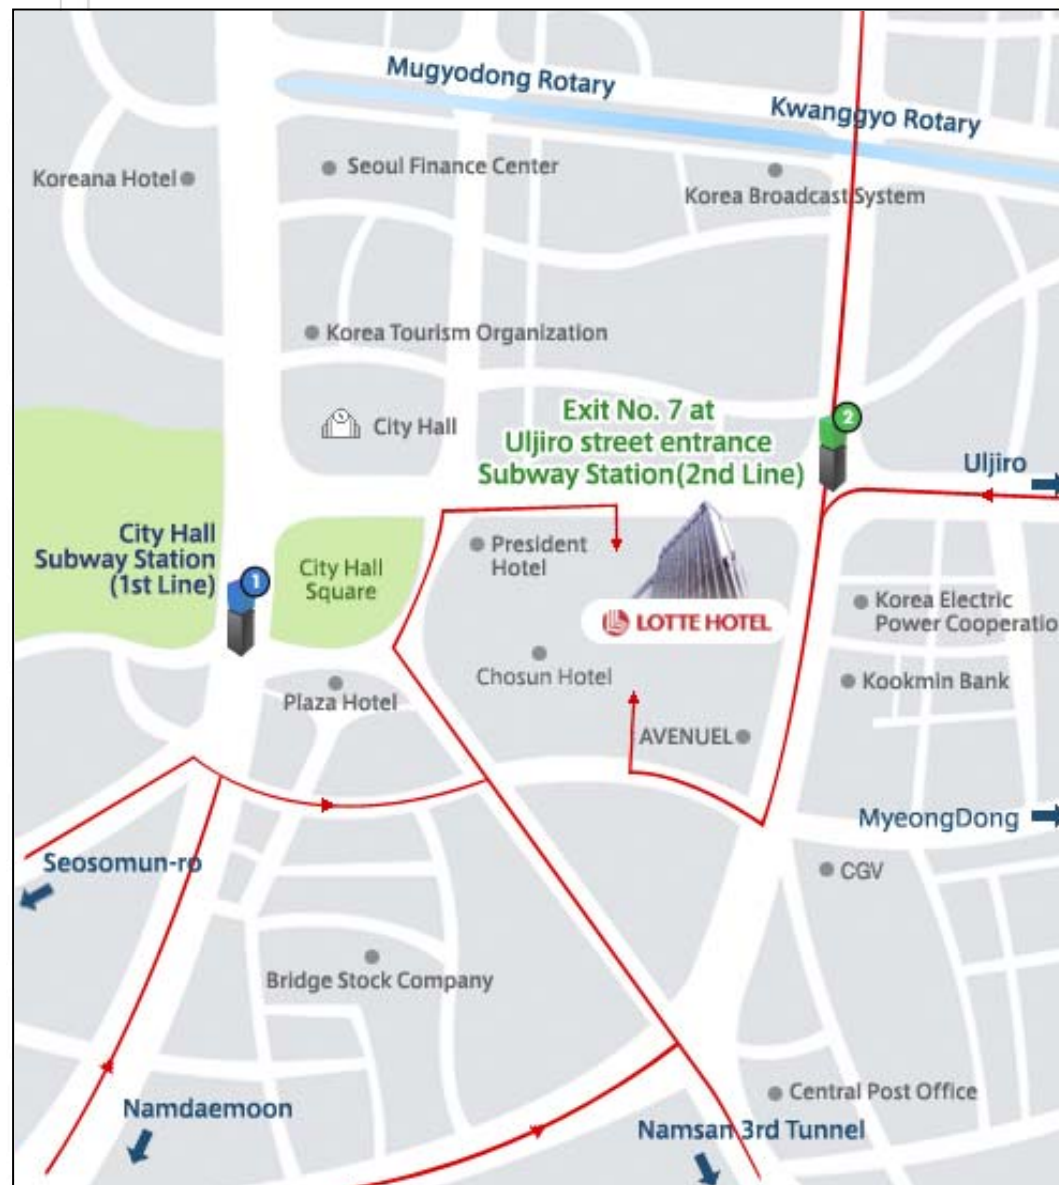 Mugyodong Rotary
Kwanggyo Rotary
Koreana Hotel
Seoul Finance Center
Korea Broadcast System
Korea Tourism Organization
City Hall
Exit No. 7 at
Uljiro street entrance
Subway Station(2nd Line)
2
Uljiro
City Hall
Subway Station
(1st Line)
1
City Hall
Square
President
Hotel
LOTTE HOTEL
Korea Electric
Power Cooperatio
Chosun Hotel
Kookmin Bank
Plaza Hotel
AVENUEL
MyeongDong
Seosomun-ro
CGV
Bridge Stock Company
Central Post Office
Namdaemoon
Namsan 3rd Tunnel